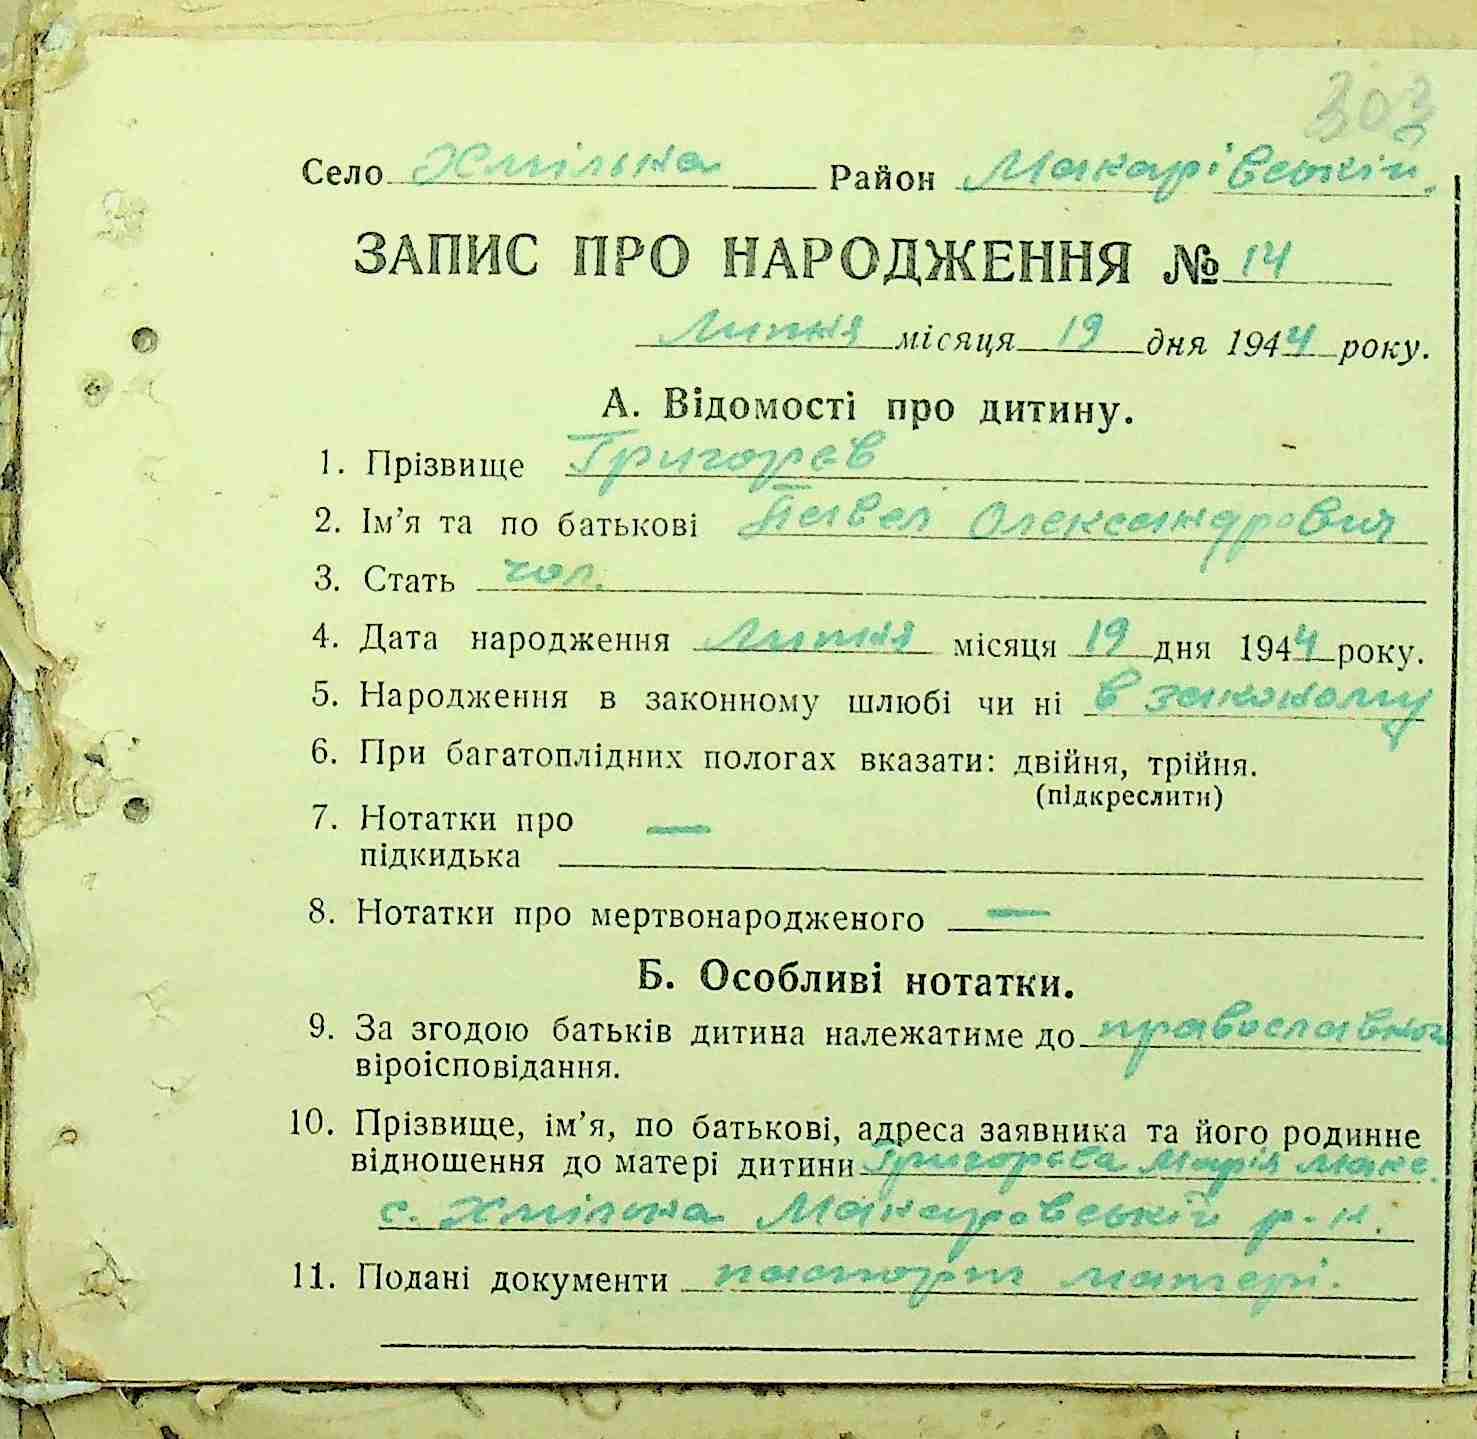 303
Село Хмільна Район Макарівський.
ЗАПИС ПРО НАРОДЖЕННЯ № 14
Липня місяця 19 дня 1944 року.
А. Відомості про дитину.
1. Прізвище Григорєв
2. Ім’я та по батькові Павел Олександрович
3. Стать чол.
4. Дата народження Липня місяця 19 дня 1944 року.
5. Народження в законному шлюбі чи ні в законому
6. При багатоплідних пологах вказати: двійня, трійня.
(підкреслити)
7. Нотатки про —
підкидька
8. Нотатки про мертвонародженого —
Б. Особливі нотатки.
9. За згодою батьків дитина належатиме до православного
віроісповідання.
10. Прізвище, ім’я, по батькові, адреса заявника та його родинне
відношення до матері дитини Григорєва Марія Макс.
с. Хмільна Макаровський р-н.
11. Подані документи паспорт матері.